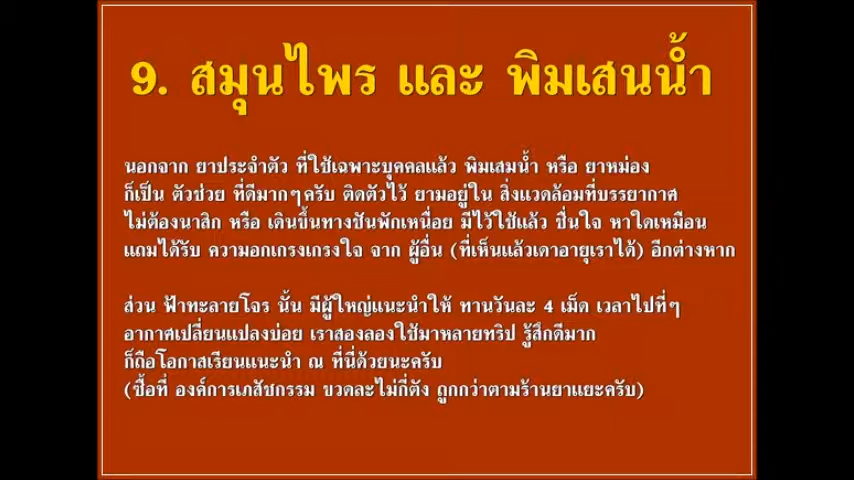 9. สมุนไพร และ พิมเสนน้ำ
นอกจาก ยาประจำตัว ที่ใช้เฉพาะบุคคลแล้ว พิมเสมน้ำ หรือ ยาหม่อง
ก็เป็น ตัวช่วย ที่ดีมากๆครับ ติดตัวไว้ ยามอยู่ใน สิ่งแวดล้อมที่บรรยากาศ
ไม่ต้องนาสิก หรือ เดินขึ้นทางชันพักเหนื่อย มีไว้ใช้แล้ว ชื่นใจ หาใดเหมือน
แถมได้รับ ความอกเกรงเกรงใจ จาก ผู้อื่น (ที่เห็นแล้วเดาอายุเราได้) อีกต่างหาก
ส่วน ฟ้าทะลายโจร นั้น มีผู้ใหญ่แนะนำให้ ทานวันละ 4 เม็ด เวลาไปที่ๆ
อากาศเปลี่ยนแปลงบ่อย เราสองลองใช้มาหลายทริป รู้สึกดีมาก
ก็ถือโอกาสเรียนแนะนำ ณ ที่นี่ด้วยนะครับ
(ซื้อที่ องค์การเภสัชกรรม ขวดละไม่กี่ตัง ถูกกว่าตามร้านยาแยะครับ)